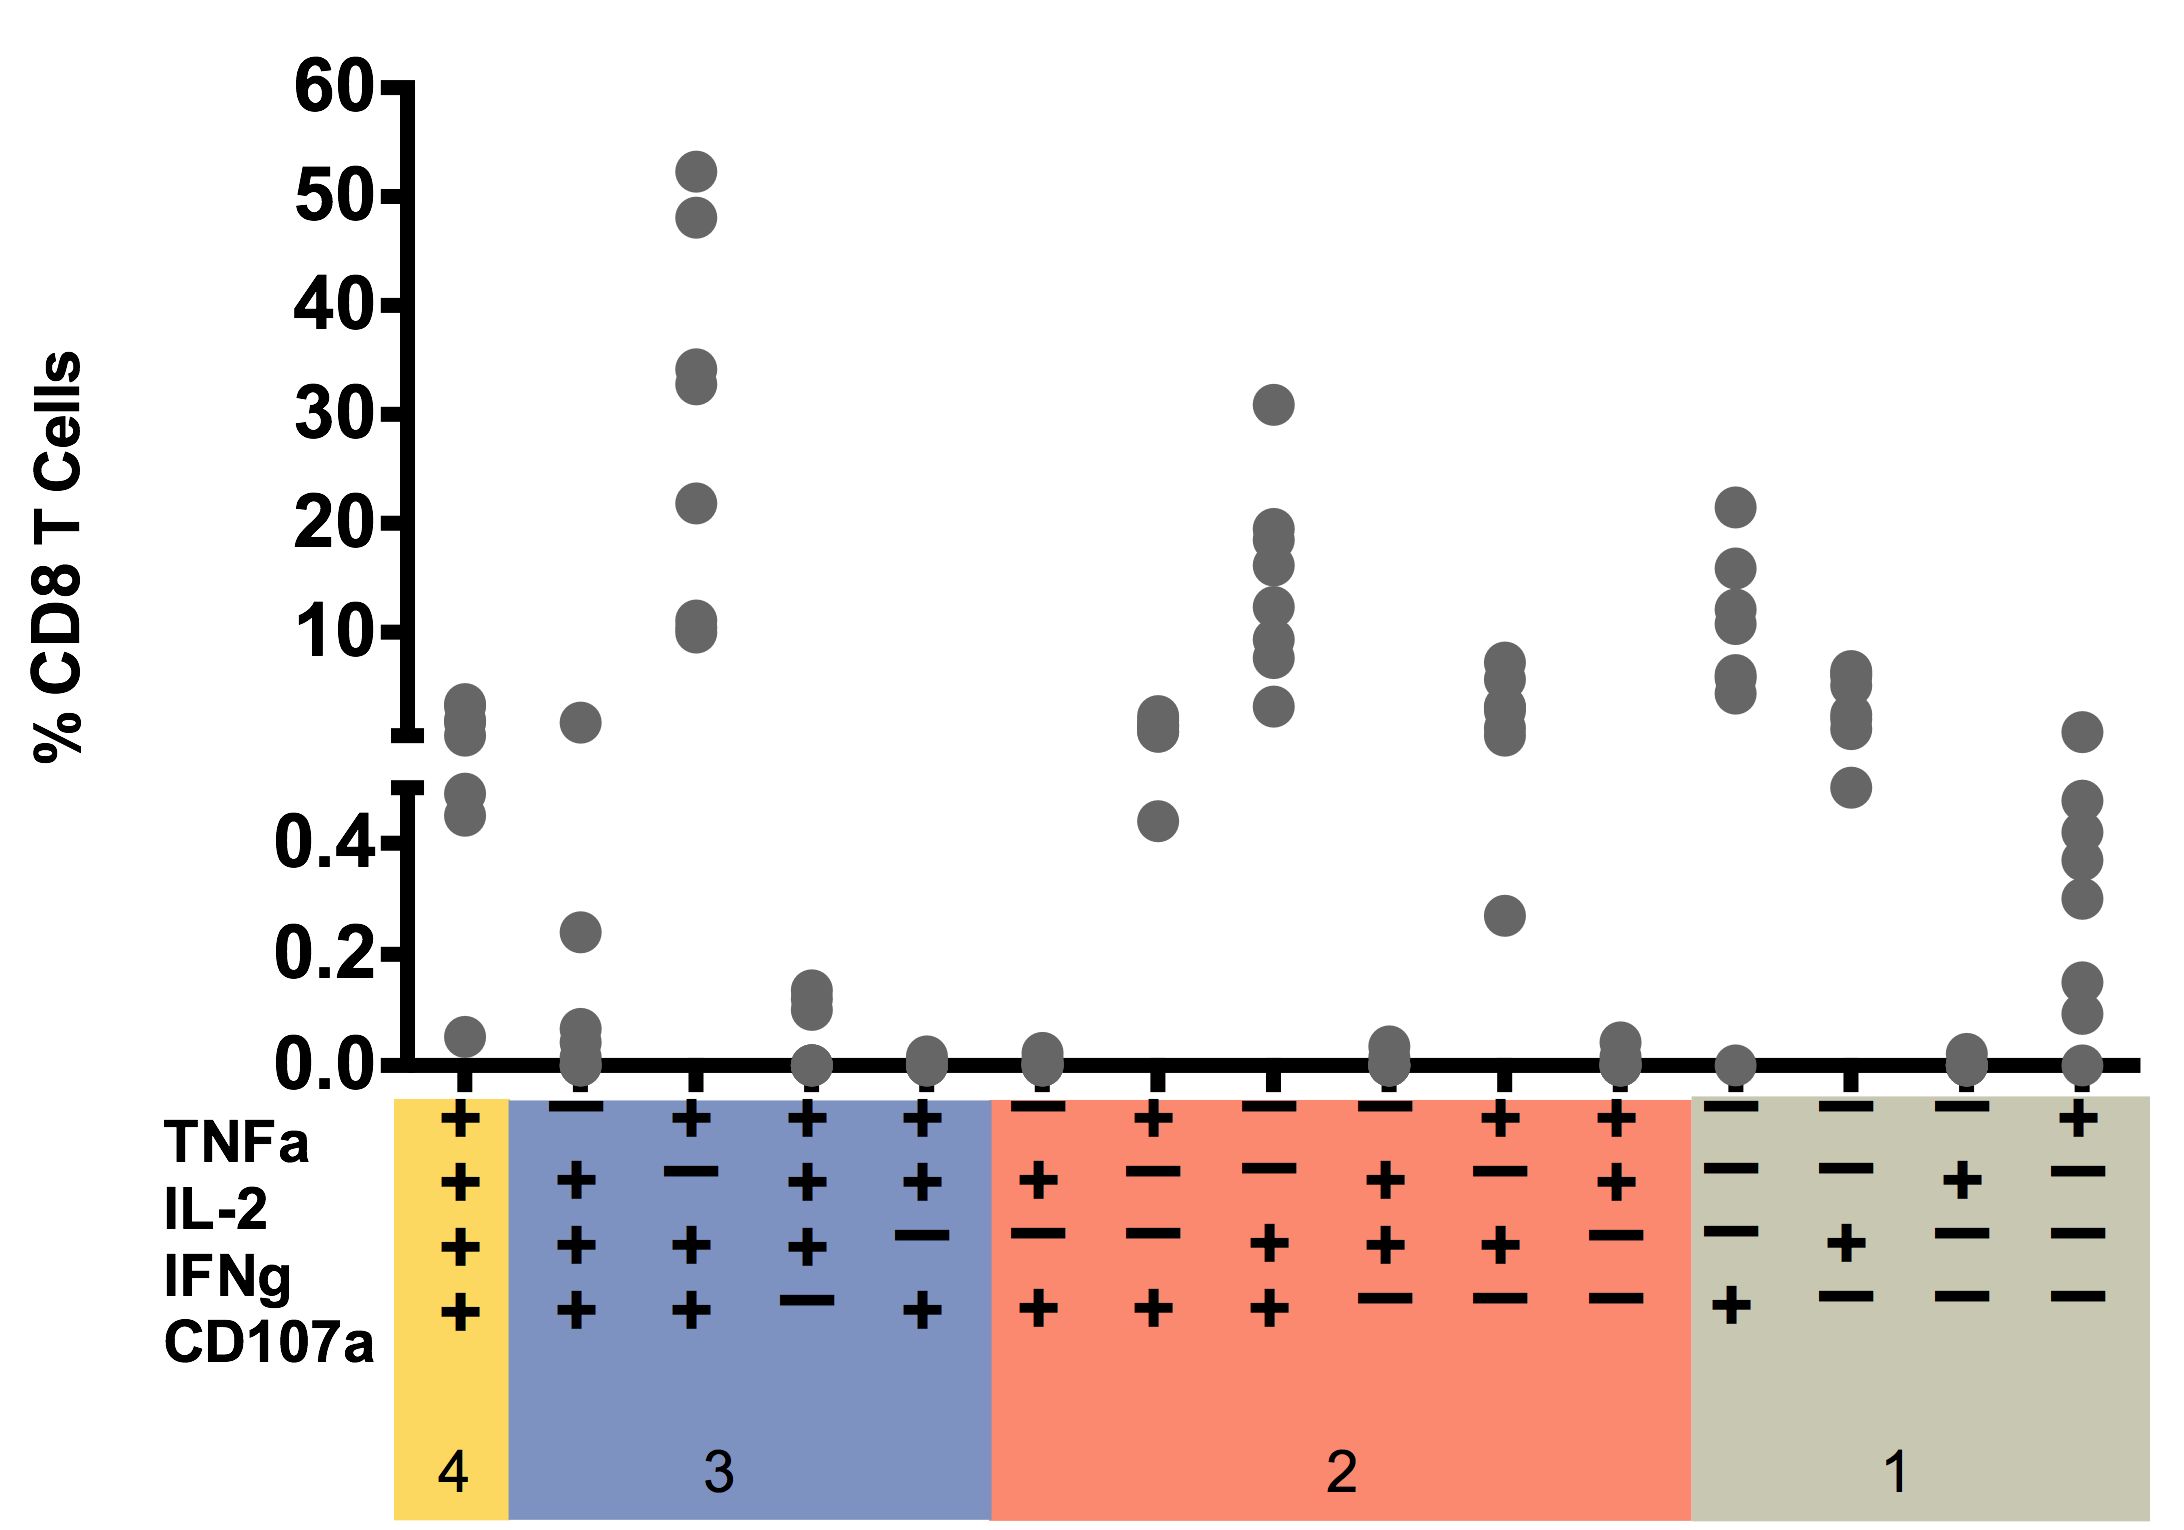 % CD8 T Cells
60
50
40
30
20
10
0.4
0.2
0.0
TNFa + — + + + — + — — + + — — — +
IL-2 + + — + + + — — + — + — — + —
IFNg + + + + — — — + + + — — + — —
CD107a + + + — + + + + — — — + — — —
4 3 2 1